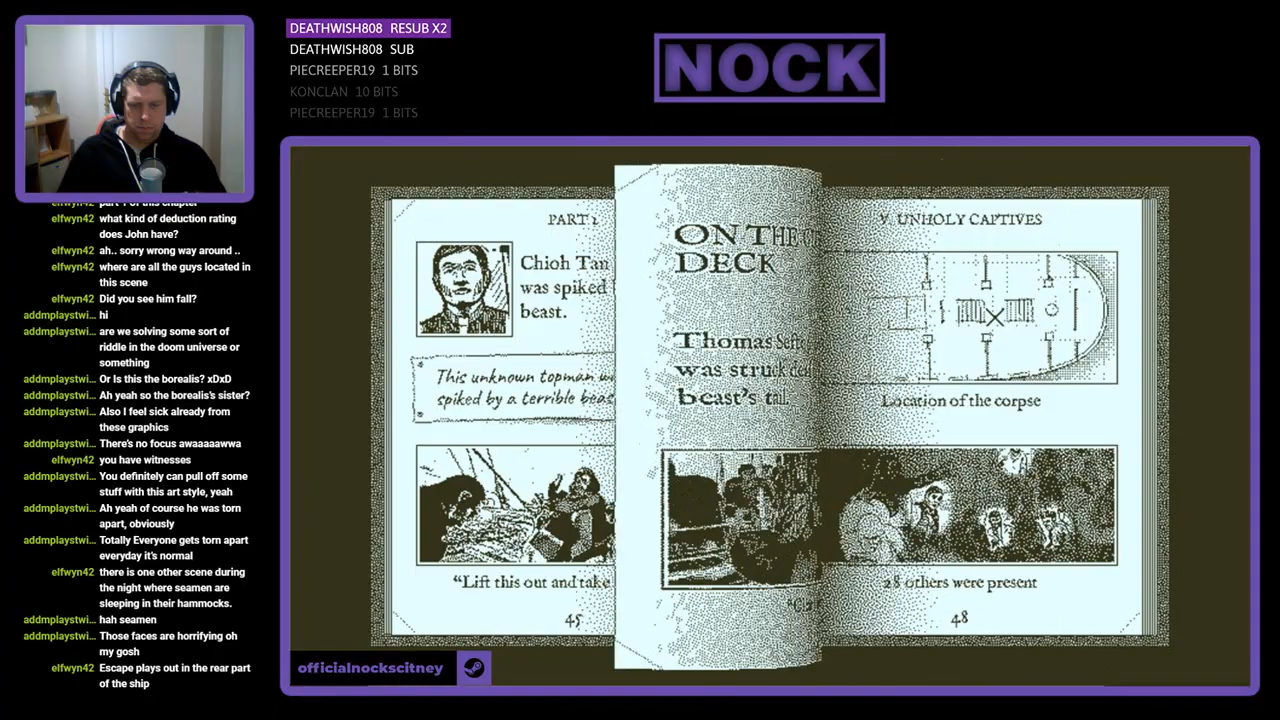 DEATHWISH808 RESUB X2
DEATHWISH808 SUB
PIECREEPER19 1 BITS
KONCLAN 10 BITS
PIECREEPER19 1 BITS
NOCK
elfwyn42 part 1 of this chapter
elfwyn42 what kind of deduction rating
does John have?
elfwyn42 ah.. sorry wrong way around ..
elfwyn42 where are all the guys located in
this scene
elfwyn42 Did you see him fall?
addmplaystwi... hi
addmplaystwi... are we solving some sort of
riddle in the doom universe or
something
addmplaystwi... Or Is this the borealis? xDxD
addmplaystwi... Ah yeah so the borealis's sister?
addmplaystwi... Also I feel sick already from
these graphics
addmplaystwi... There's no focus awaaaaawwa
elfwyn42 you have witnesses
addmplaystwi... You definitely can pull off some
stuff with this art style, yeah
addmplaystwi... Ah yeah of course he was torn
apart, obviously
addmplaystwi... Totally Everyone gets torn apart
everyday it's normal
elfwyn42 there is one other scene during
the night where seamen are
sleeping in their hammocks.
addmplaystwi... hah seamen
addmplaystwi... Those faces are horrifying oh
my gosh
elfwyn42 Escape plays out in the rear part
of the ship
PART 1
Chioh Tan
was spiked
beast.
This unknown topman
spiked by a terrible
"Lift this out and take
45
ON THE
DECK
Thomas
was struck
beast's tail.
V UNHOLY CAPTIVES
Location of the corpse
28 others were present
48
officialnockscitney